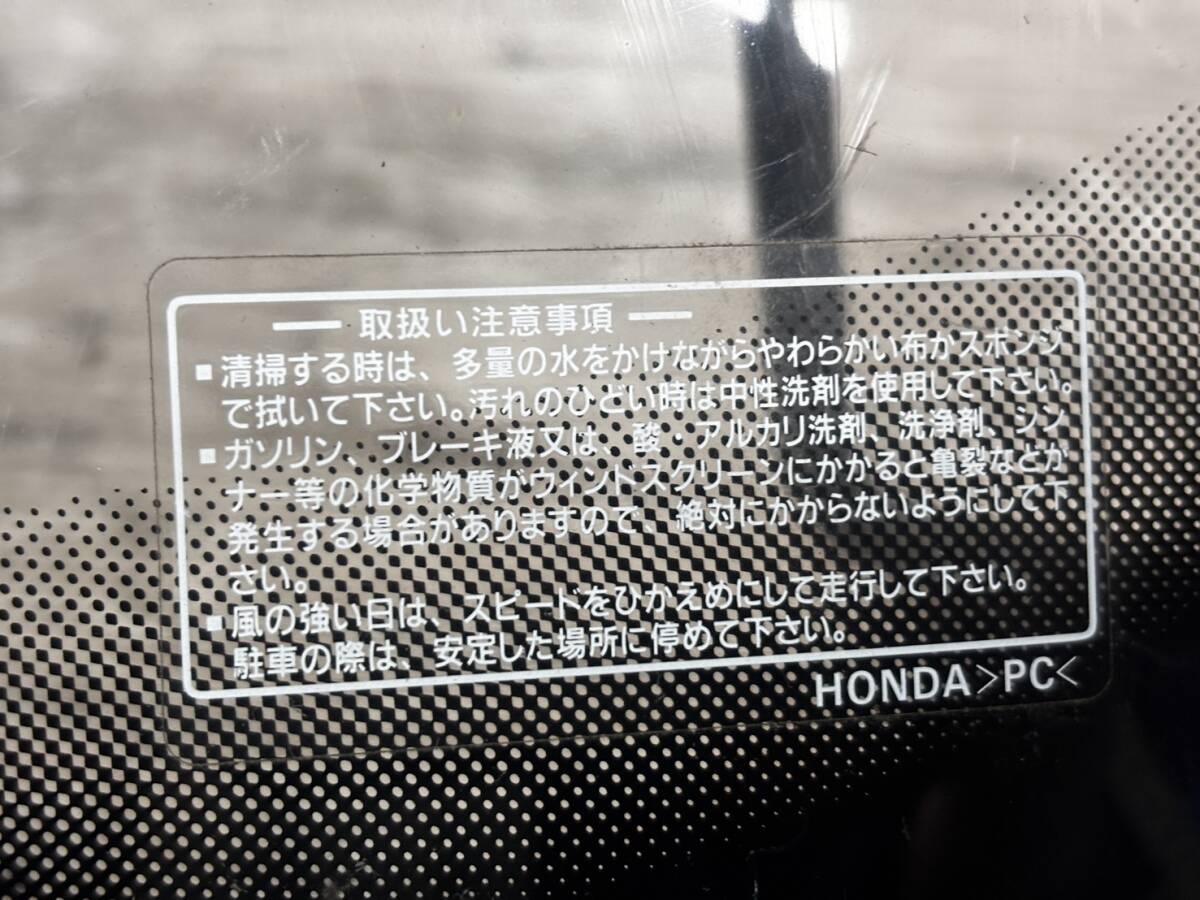 取扱い注意事項
■清掃する時は、多量の水をかけながらやわらかい布かスポンジ
で拭いて下さい。汚れのひどい時は中性洗剤を使用して下さい。
■ガソリン、ブレーキ液又は、酸・アルカリ洗剤、洗浄剤、シン
ナー等の化学物質がウィンドスクリーンにかかると亀裂などが
発生する場合がありますので、絶対にかからないようにして下
さい。
■風の強い日は、スピードをひかえめにして走行して下さい。
駐車の際は、安定した場所に停めて下さい。
HONDA >PC<